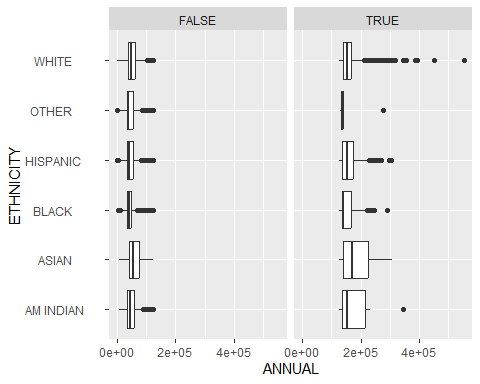 FALSE TRUE
WHITE
OTHER
HISPANIC
BLACK
ASIAN
AM INDIAN
ETHNICITY
0e+00 2e+05 4e+05 0e+00 2e+05 4e+05
ANNUAL